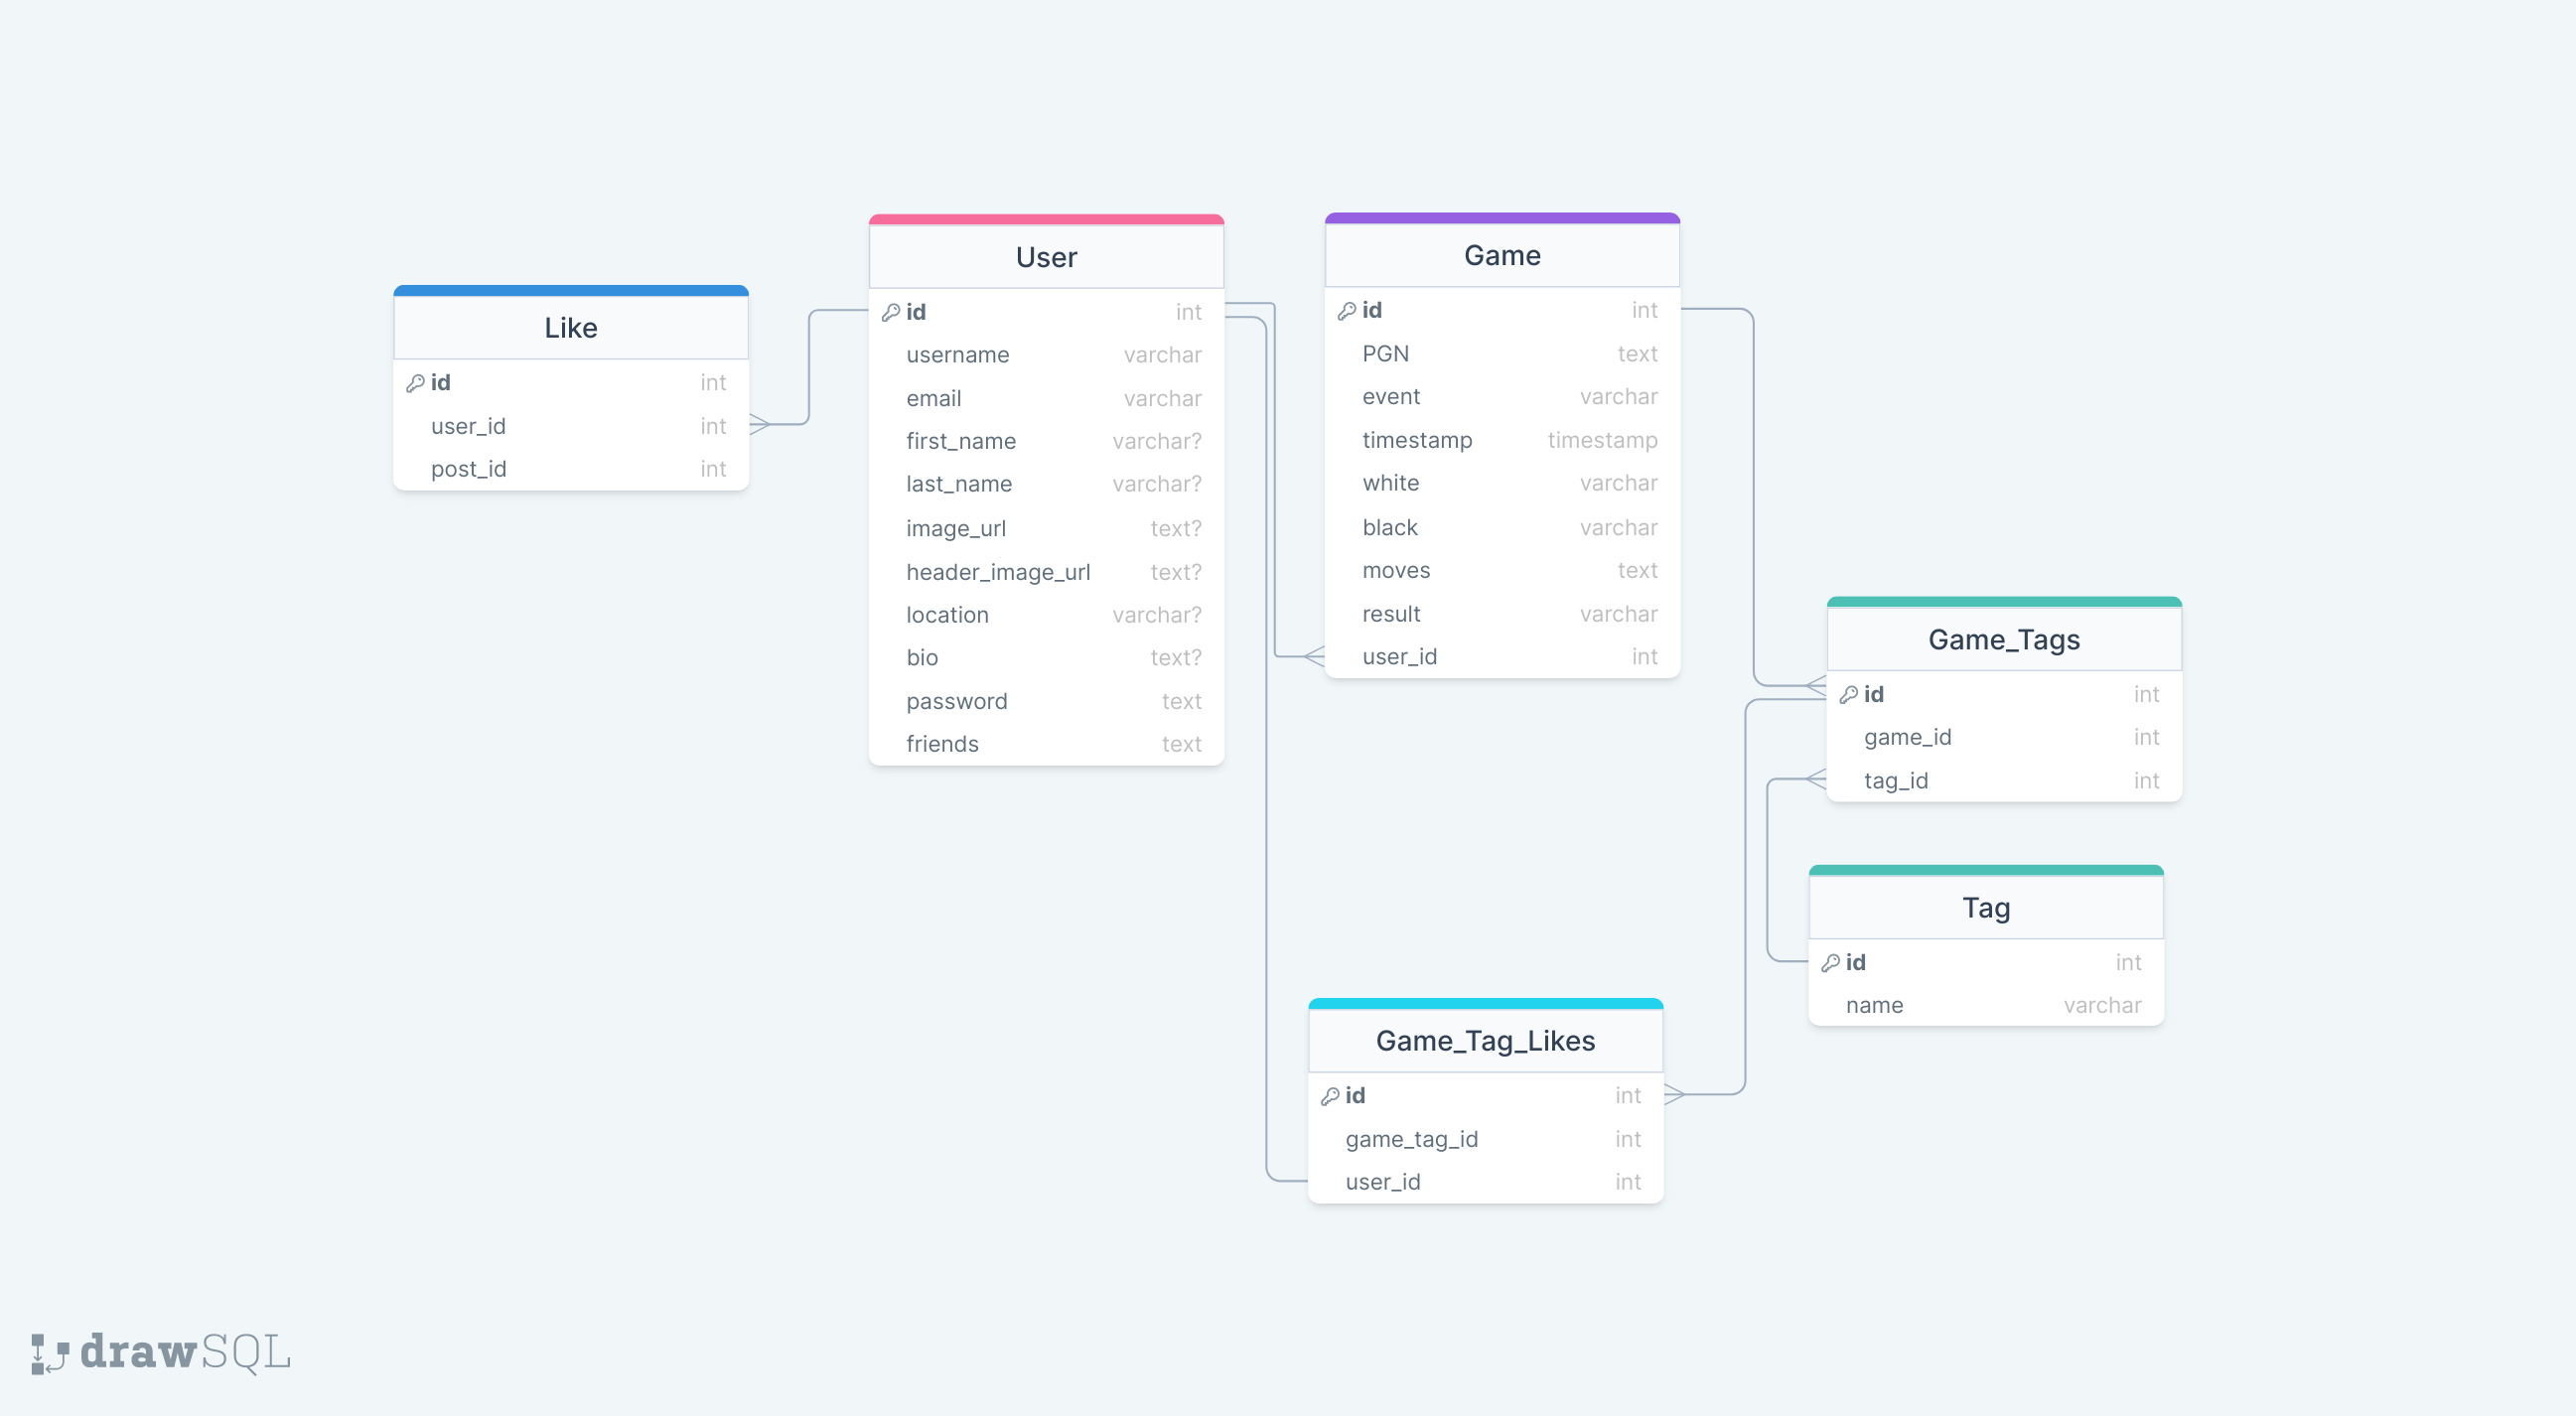 Like
id int
user_id int
post_id int
User
id int
username varchar
email varchar
first_name varchar?
last_name varchar?
image_url text?
header_image_url text?
location varchar?
bio text?
password text
friends text
Game
id int
PGN text
event varchar
timestamp timestamp
white varchar
black varchar
moves text
result varchar
user_id int
Game_Tags
id int
game_id int
tag_id int
Tag
id int
name varchar
Game_Tag_Likes
id int
game_tag_id int
user_id int
drawSQL